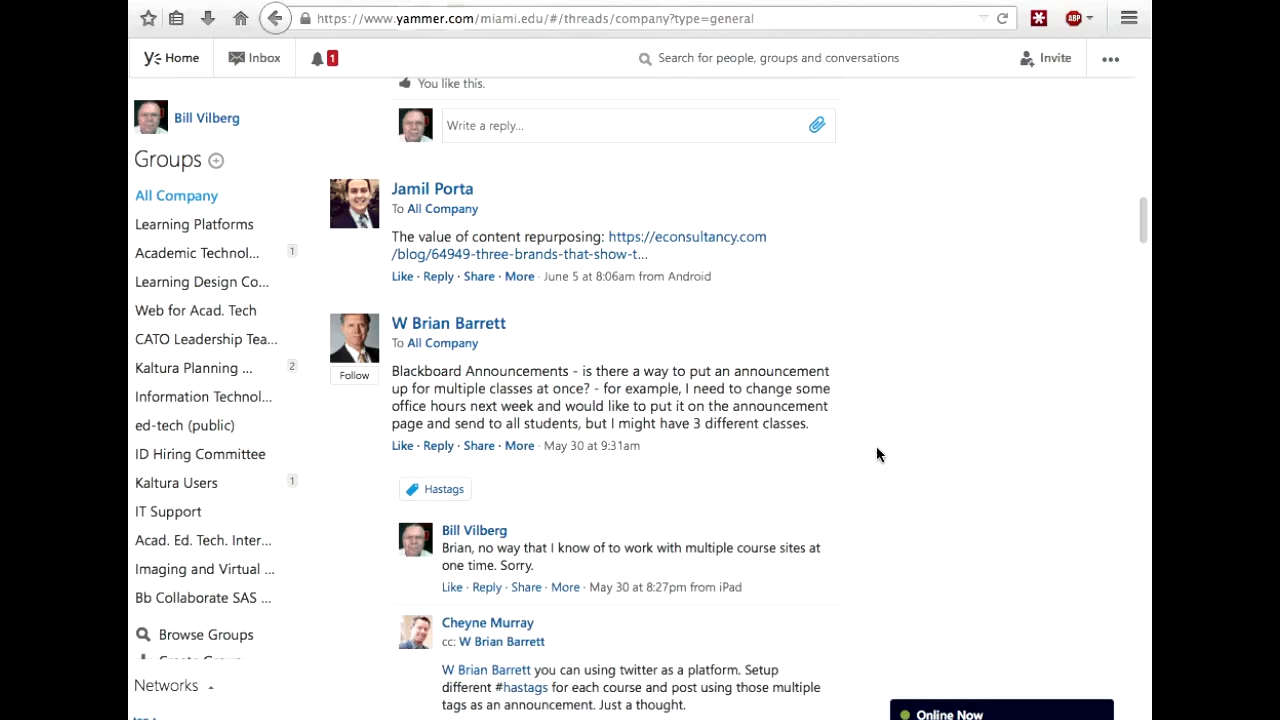 https://www.yammer.com/miami.edu/#/threads/company?type=general
ABP
Home
Inbox
1
Search for people, groups and conversations
Invite
You like this.
Bill Vilberg
Write a reply...
Groups
All Company
Learning Platforms
Academic Technol... 1
Learning Design Co...
Web for Acad. Tech
CATO Leadership Tea...
Kaltura Planning ... 2
Information Technol...
ed-tech (public)
ID Hiring Committee
Kaltura Users 1
IT Support
Acad. Ed. Tech. Inter...
Imaging and Virtual ...
Bb Collaborate SAS ...
Browse Groups
Networks
Jamil Porta
To All Company
The value of content repurposing: https://econsultancy.com
/blog/64949-three-brands-that-show-t...
Like · Reply · Share · More · June 5 at 8:06am from Android
W Brian Barrett
To All Company
Follow
Blackboard Announcements - is there a way to put an announcement
up for multiple classes at once? - for example, I need to change some
office hours next week and would like to put it on the announcement
page and send to all students, but I might have 3 different classes.
Like · Reply · Share · More · May 30 at 9:31am
Hastags
Bill Vilberg
Brian, no way that I know of to work with multiple course sites at
one time. Sorry.
Like · Reply · Share · More · May 30 at 8:27pm from iPad
Cheyne Murray
cc: W Brian Barrett
W Brian Barrett you can using twitter as a platform. Setup
different #hastags for each course and post using those multiple
tags as an announcement. Just a thought.
Online Now